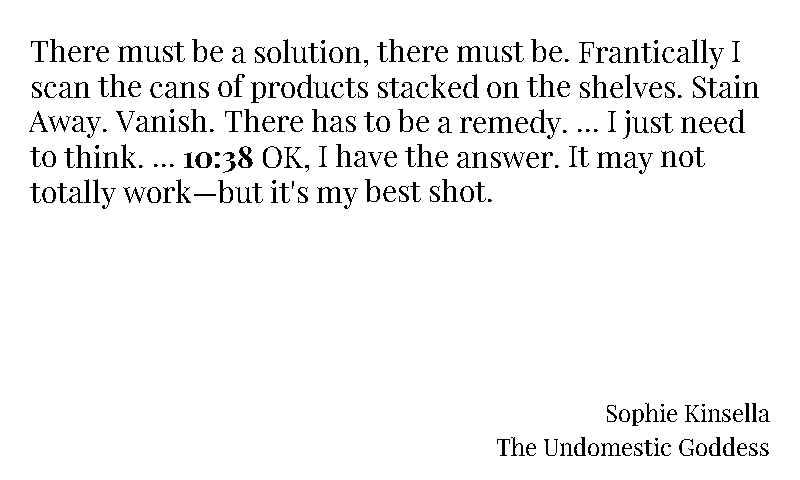 There must be a solution, there must be. Frantically I
scan the cans of products stacked on the shelves. Stain
Away. Vanish. There has to be a remedy. ... I just need
to think. ... 10:38 OK, I have the answer. It may not
totally work—but it's my best shot.
Sophie Kinsella
The Undomestic Goddess